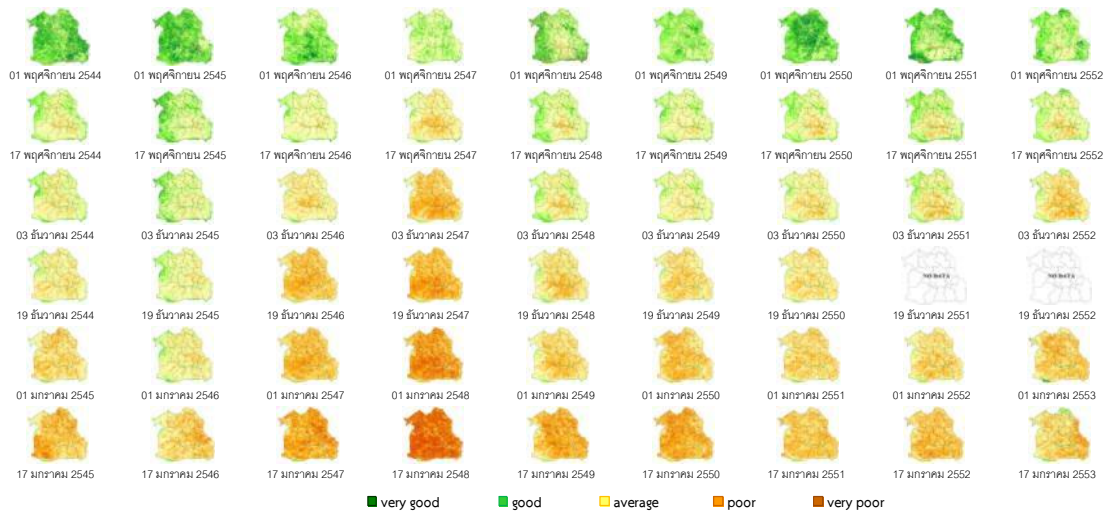 01 พฤศจิกายน 2544 01 พฤศจิกายน 2545 01 พฤศจิกายน 2546 01 พฤศจิกายน 2547 01 พฤศจิกายน 2548 01 พฤศจิกายน 2549 01 พฤศจิกายน 2550 01 พฤศจิกายน 2551 01 พฤศจิกายน 2552
17 พฤศจิกายน 2544 17 พฤศจิกายน 2545 17 พฤศจิกายน 2546 17 พฤศจิกายน 2547 17 พฤศจิกายน 2548 17 พฤศจิกายน 2549 17 พฤศจิกายน 2550 17 พฤศจิกายน 2551 17 พฤศจิกายน 2552
03 ธันวาคม 2544 03 ธันวาคม 2545 03 ธันวาคม 2546 03 ธันวาคม 2547 03 ธันวาคม 2548 03 ธันวาคม 2549 03 ธันวาคม 2550 03 ธันวาคม 2551 03 ธันวาคม 2552
NO DATA NO DATA
19 ธันวาคม 2544 19 ธันวาคม 2545 19 ธันวาคม 2546 19 ธันวาคม 2547 19 ธันวาคม 2548 19 ธันวาคม 2549 19 ธันวาคม 2550 19 ธันวาคม 2551 19 ธันวาคม 2552
01 มกราคม 2545 01 มกราคม 2546 01 มกราคม 2547 01 มกราคม 2548 01 มกราคม 2549 01 มกราคม 2550 01 มกราคม 2551 01 มกราคม 2552 01 มกราคม 2553
17 มกราคม 2545 17 มกราคม 2546 17 มกราคม 2547 17 มกราคม 2548 17 มกราคม 2549 17 มกราคม 2550 17 มกราคม 2551 17 มกราคม 2552 17 มกราคม 2553
very good good average poor very poor